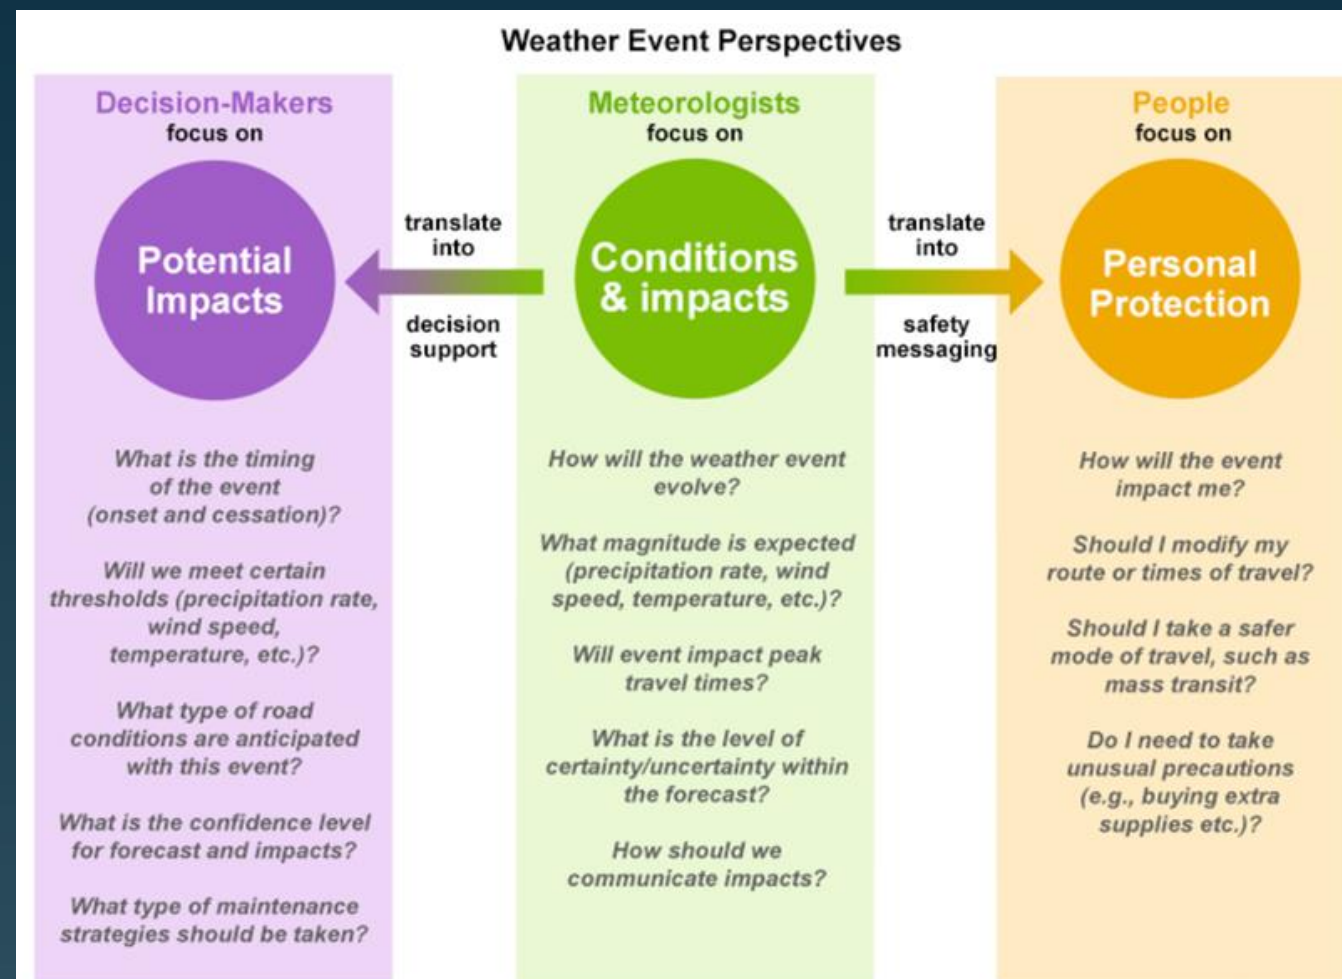 Weather Event Perspectives
Decision-Makers
focus on
Potential
Impacts
What is the timing
of the event
(onset and cessation)?
Will we meet certain
thresholds (precipitation rate,
wind speed,
temperature, etc.)?
What type of road
conditions are anticipated
with this event?
What is the confidence level
for forecast and impacts?
What type of maintenance
strategies should be taken?
translate
into
decision
support
Meteorologists
focus on
Conditions
& impacts
How will the weather event
evolve?
What magnitude is expected
(precipitation rate, wind
speed, temperature, etc.)?
Will event impact peak
travel times?
What is the level of
certainty/uncertainty within
the forecast?
How should we
communicate impacts?
translate
into
safety
messaging
People
focus on
Personal
Protection
How will the event
impact me?
Should I modify my
route or times of travel?
Should I take a safer
mode of travel, such as
mass transit?
Do I need to take
unusual precautions
(e.g., buying extra
supplies etc.)?